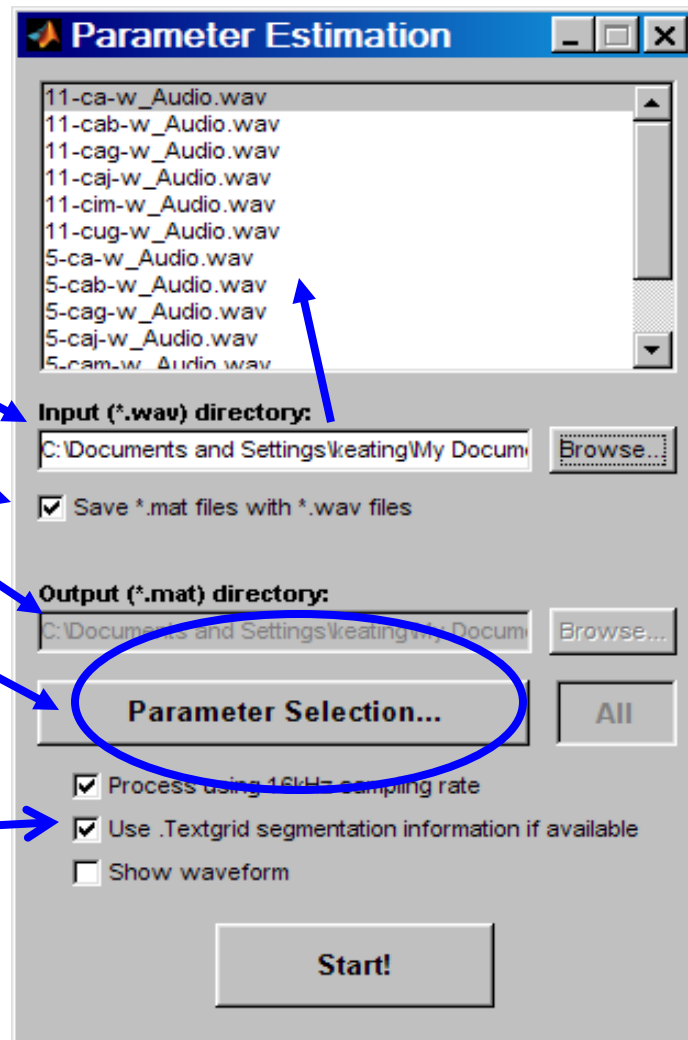 Parameter Estimation
11-ca-w_Audio.wav
11-cab-w_Audio.wav
11-cag-w_Audio.wav
11-caj-w_Audio.wav
11-cim-w_Audio.wav
11-cug-w_Audio.wav
5-ca-w_Audio.wav
5-cab-w_Audio.wav
5-cag-w_Audio.wav
5-caj-w_Audio.wav
5-cam-w_Audio.wav
Input (*.wav) directory:
C:\Documents and Settings\keating\My Docum Browse...
Save *.mat files with *.wav files
Output (*.mat) directory:
C:\Documents and Settings\keating\My Docum Browse...
Parameter Selection... All
Process using 16kHz sampling rate
Use .Textgrid segmentation information if available
Show waveform
Start!